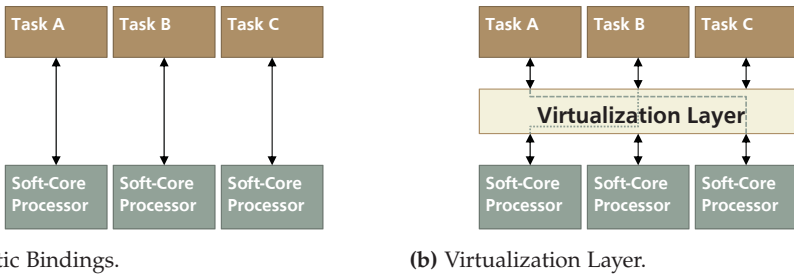 Task A Task B Task C
Soft-Core Processor Soft-Core Processor Soft-Core Processor
tic Bindings.
Task A Task B Task C
Virtualization Layer
Soft-Core Processor Soft-Core Processor Soft-Core Processor
(b) Virtualization Layer.